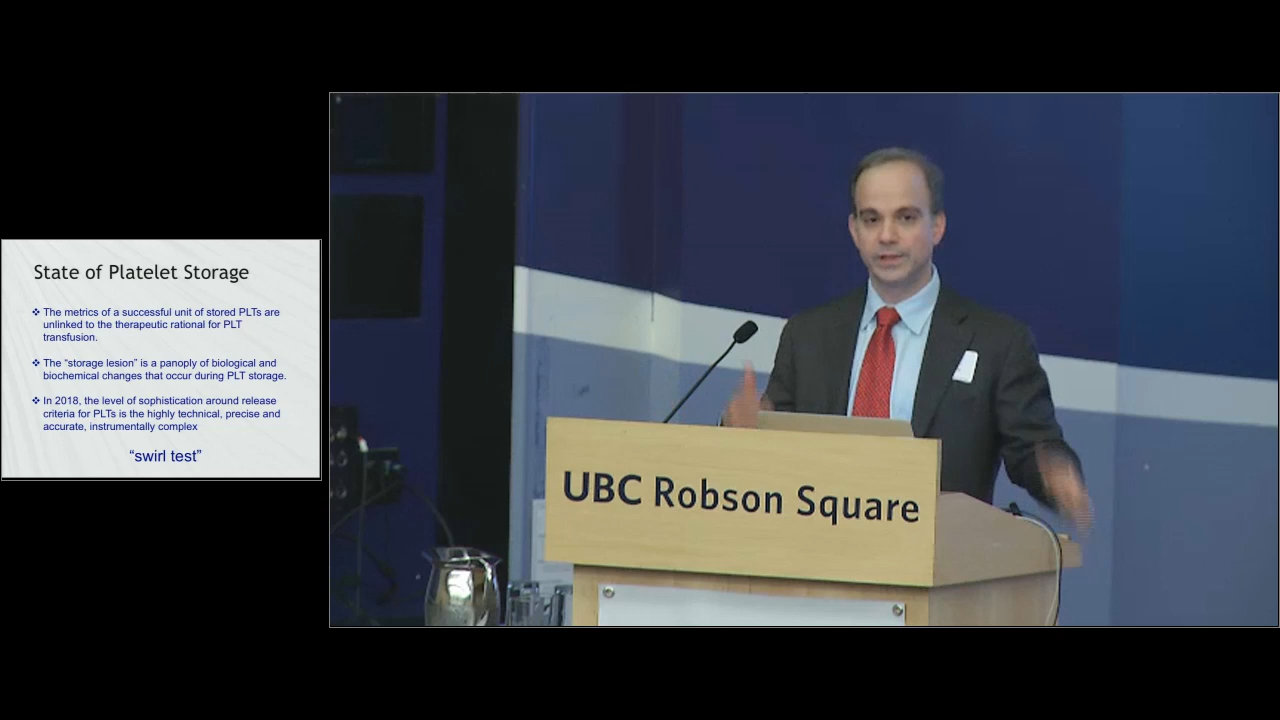 State of Platelet Storage
❖ The metrics of a successful unit of stored PLTs are
unlinked to the therapeutic rational for PLT
transfusion.
❖ The “storage lesion” is a panoply of biological and
biochemical changes that occur during PLT storage.
❖ In 2018, the level of sophistication around release
criteria for PLTs is the highly technical, precise and
accurate, instrumentally complex
“swirl test”
UBC Robson Square